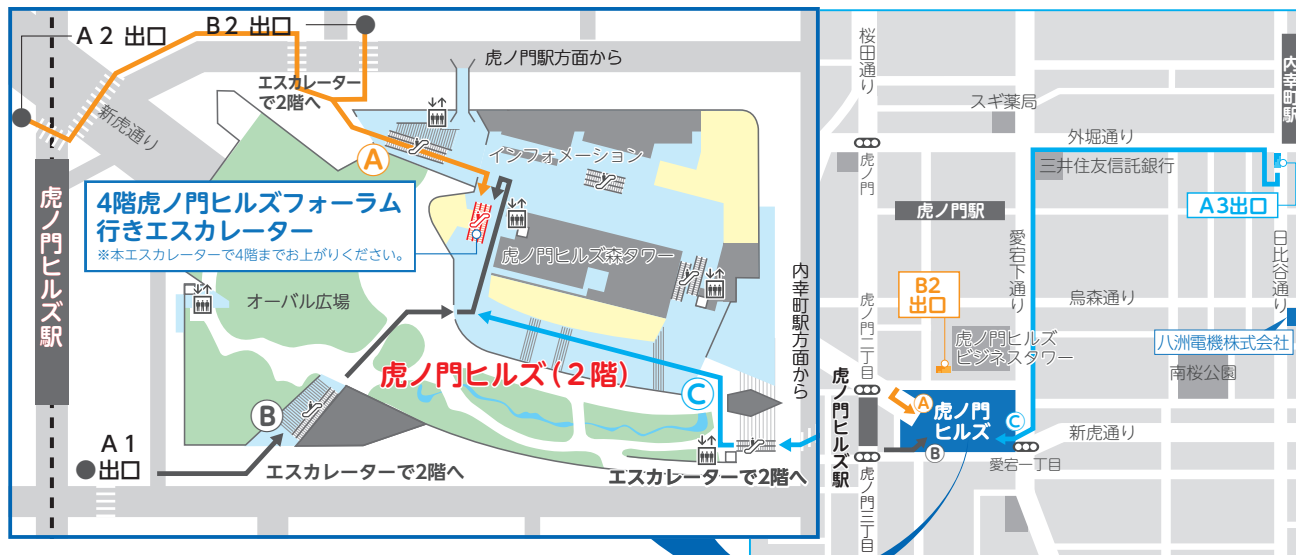 A2 出口
B2 出口
エスカレーター
で2階へ
虎ノ門駅方面から
新虎通り
A
インフォメーション
虎ノ門ヒルズ駅
4階虎ノ門ヒルズフォーラム
行きエスカレーター
※本エスカレーターで4階までお上がりください。
虎ノ門ヒルズ森タワー
オーバル広場
内幸町駅方面から
虎ノ門ヒルズ(2階)
B
C
A1
出口
エスカレーターで2階へ
エスカレーターで2階へ
桜田通り
内幸町駅
スギ薬局
外堀通り
虎ノ門
三井住友信託銀行
A3出口
虎ノ門駅
愛宕下通り
日比谷通り
B2
出口
烏森通り
虎ノ門二丁目
虎ノ門ヒルズ
ビジネスタワー
八洲電機株式会社
南桜公園
虎ノ門ヒルズ駅
A
虎ノ門
ヒルズ
C
B
新虎通り
愛宕一丁目
虎ノ門三丁目